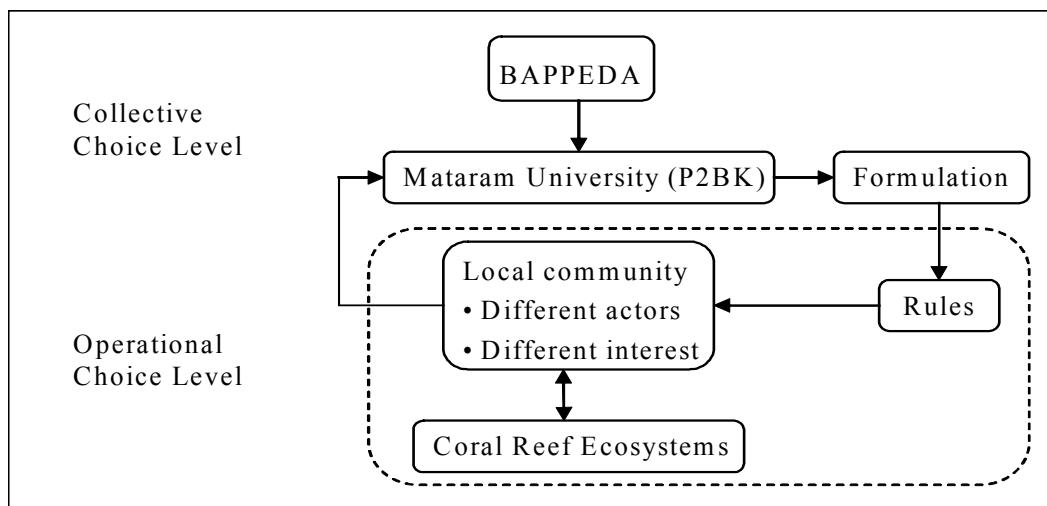 BAPPEDA
Collective
Choice Level
Mataram University (P2BK)
Formulation
Local community
• Different actors
• Different interest
Rules
Operational
Choice Level
Coral Reef Ecosystems